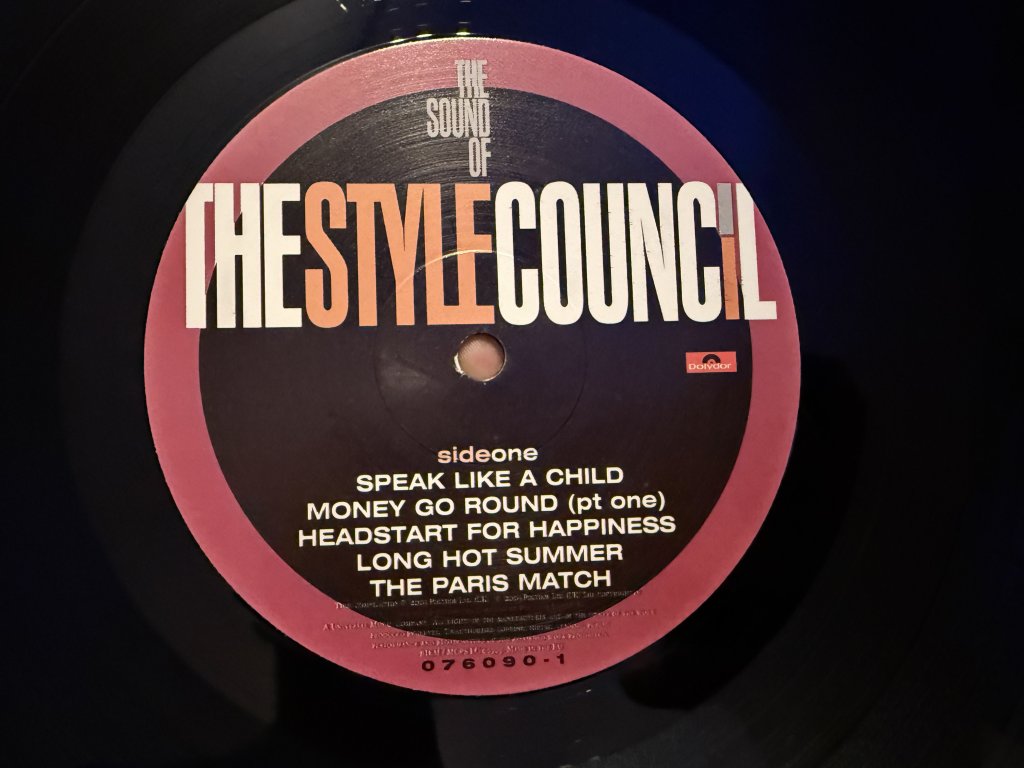 THE
SOUND
OF
THESTYLECOUNCiL
Polydor
sideone
SPEAK LIKE A CHILD
MONEY GO ROUND (pt one)
HEADSTART FOR HAPPINESS
LONG HOT SUMMER
THE PARIS MATCH
076090-1